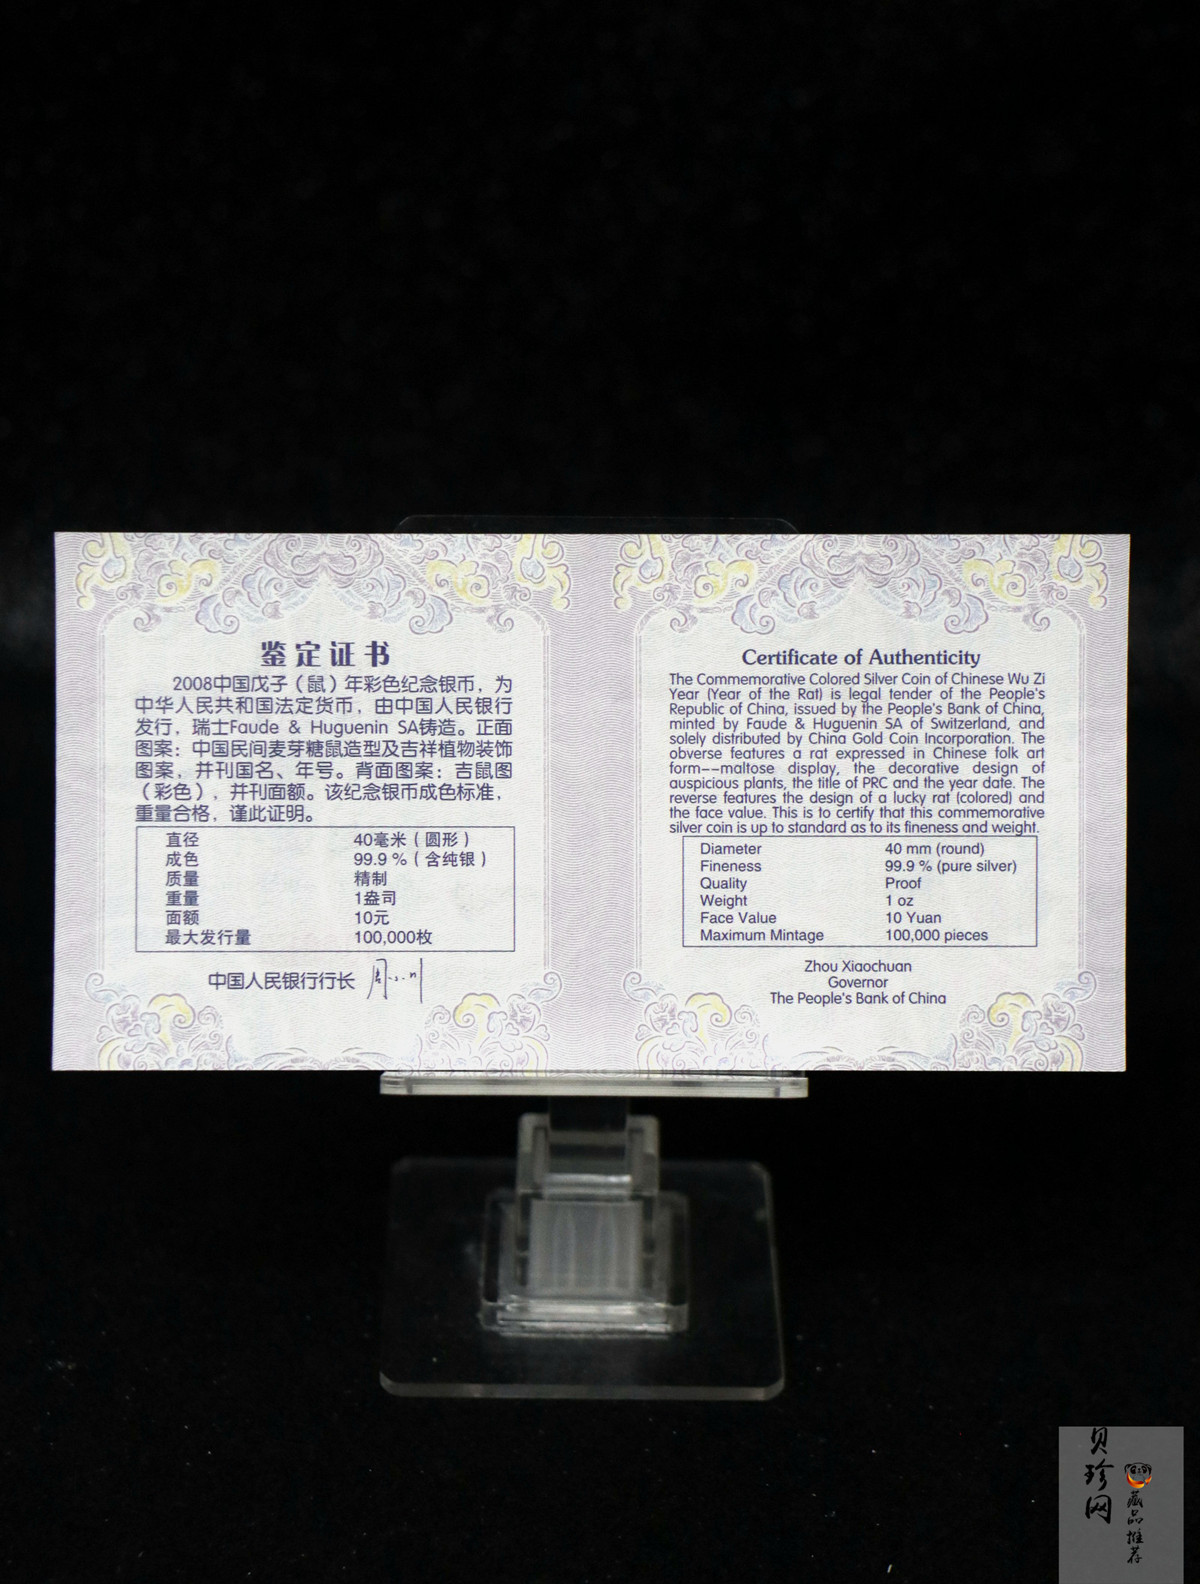 鉴定证书
2008中国戊子（鼠）年彩色纪念银币，为
中华人民共和国法定货币，由中国人民银行
发行，瑞士Faude & Huguenin SA铸造。正面
图案：中国民间麦芽糖鼠造型及吉祥植物装饰
图案，并刊国名、年号。背面图案：吉鼠图
（彩色），并刊面额。该纪念银币成色标准，
重量合格，谨此证明。
直径 40毫米（圆形）
成色 99.9％（含纯银）
质量 精制
重量 1盎司
面额 10元
最大发行量 100,000枚
中国人民银行行长
Certificate of Authenticity
The Commemorative Colored Silver Coin of Chinese Wu Zi
Year (Year of the Rat) is legal tender of the People's
Republic of China, issued by the People's Bank of China,
minted by Faude & Huguenin SA of Switzerland, and
solely distributed by China Gold Coin Incorporation. The
obverse features a rat expressed in Chinese folk art
form--maltose display, the decorative design of
auspicious plants, the title of PRC and the year date. The
reverse features the design of a lucky rat (colored) and
the face value. This is to certify that this commemorative
silver coin is up to standard as to its fineness and weight.
Diameter 40 mm (round)
Fineness 99.9 % (pure silver)
Quality Proof
Weight 1 oz
Face Value 10 Yuan
Maximum Mintage 100,000 pieces
Zhou Xiaochuan
Governor
The People's Bank of China
贝珍网
藏品推荐